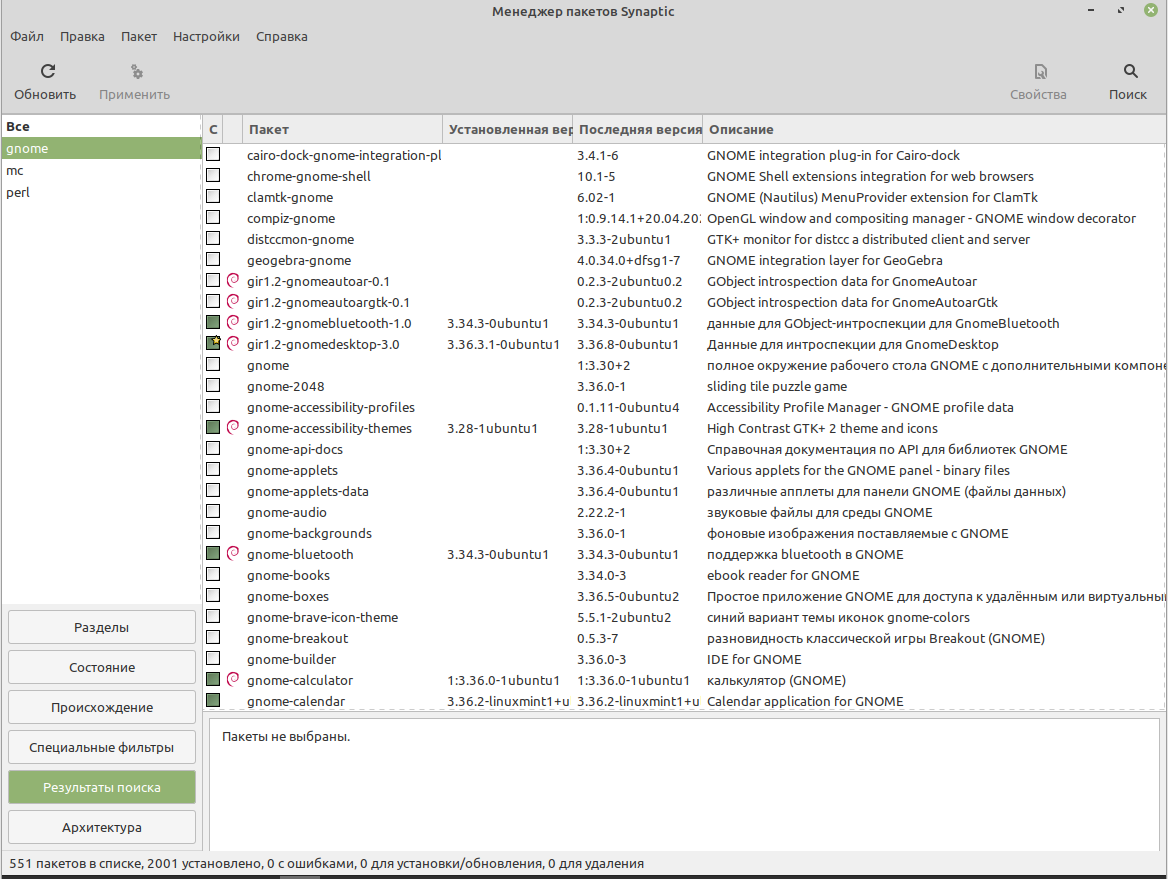 Менеджер пакетов Synaptic
Файл Правка Пакет Настройки Справка
Обновить Применить Свойства Поиск
Все
gnome
mc
perl
С Пакет Установленная вер Последняя версия Описание
cairo-dock-gnome-integration-pl 3.4.1-6 GNOME integration plug-in for Cairo-dock
chrome-gnome-shell 10.1-5 GNOME Shell extensions integration for web browsers
clamtk-gnome 6.02-1 GNOME (Nautilus) MenuProvider extension for ClamTk
compiz-gnome 1:0.9.14.1+20.04.20 OpenGL window and compositing manager - GNOME window decorator
distccmon-gnome 3.3.3-2ubuntu1 GTK+ monitor for distcc a distributed client and server
geogebra-gnome 4.0.34.0+dfsg1-7 GNOME integration layer for GeoGebra
gir1.2-gnomeautoar-0.1 0.2.3-2ubuntu0.2 GObject introspection data for GnomeAutoar
gir1.2-gnomeautoargtk-0.1 0.2.3-2ubuntu0.2 GObject introspection data for GnomeAutoarGtk
gir1.2-gnomebluetooth-1.0 3.34.3-0ubuntu1 3.34.3-0ubuntu1 данные для GObject-интроспекции для GnomeBluetooth
gir1.2-gnomedesktop-3.0 3.36.3.1-0ubuntu1 3.36.8-0ubuntu1 Данные для интроспекции для GnomeDesktop
gnome 1:3.30+2 полное окружение рабочего стола GNOME с дополнительными компоне
gnome-2048 3.36.0-1 sliding tile puzzle game
gnome-accessibility-profiles 0.1.11-0ubuntu4 Accessibility Profile Manager - GNOME profile data
gnome-accessibility-themes 3.28-1ubuntu1 3.28-1ubuntu1 High Contrast GTK+ 2 theme and icons
gnome-api-docs 1:3.30+2 Справочная документация по API для библиотек GNOME
gnome-applets 3.36.4-0ubuntu1 Various applets for the GNOME panel - binary files
gnome-applets-data 3.36.4-0ubuntu1 различные апплеты для панели GNOME (файлы данных)
gnome-audio 2.22.2-1 звуковые файлы для среды GNOME
gnome-backgrounds 3.36.0-1 фоновые изображения поставляемые с GNOME
gnome-bluetooth 3.34.3-0ubuntu1 3.34.3-0ubuntu1 поддержка bluetooth в GNOME
gnome-books 3.34.0-3 ebook reader for GNOME
gnome-boxes 3.36.5-0ubuntu2 Простое приложение GNOME для доступа к удалённым или виртуальны
gnome-brave-icon-theme 5.5.1-2ubuntu2 синий вариант темы иконок gnome-colors
gnome-breakout 0.5.3-7 разновидность классической игры Breakout (GNOME)
gnome-builder 3.36.0-3 IDE for GNOME
gnome-calculator 1:3.36.0-1ubuntu1 1:3.36.0-1ubuntu1 калькулятор (GNOME)
gnome-calendar 3.36.2-linuxmint1+u 3.36.2-linuxmint1+u Calendar application for GNOME
Разделы
Состояние
Происхождение
Специальные фильтры
Результаты поиска
Архитектура
Пакеты не выбраны.
551 пакетов в списке, 2001 установлено, 0 с ошибками, 0 для установки/обновления, 0 для удаления